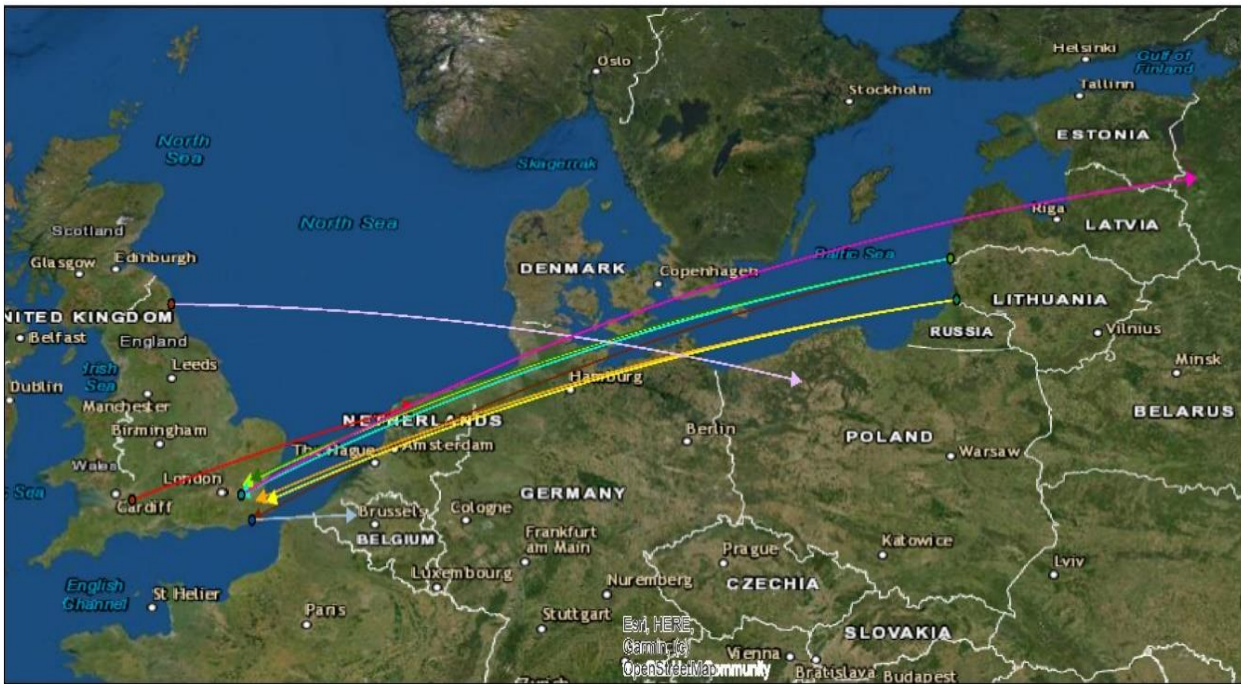 Helsinki
Gulf of
Finland
Oslo
Tallinn
Stockholm
ESTONIA
North
Sea
Skagerrak
North Sea
Riga
LATVIA
Scotland
Glasgow
Edinburgh
DENMARK
Copenhagen
Baltic Sea
LITHUANIA
UNITED KINGDOM
England
Belfast
RUSSIA
Vilnius
Irish
Sea
Leeds
Minsk
Dublin
Manchester
Hamburg
NETHERLANDS
BELARUS
Birmingham
The Hague
Amsterdam
Berlin
POLAND
Warsaw
Wales
London
Cardiff
c Sea
GERMANY
Brussels
Cologne
BELGIUM
Frankfurt
am Main
Katowice
Prague
Lviv
English
Channel
St Helier
Luxembourg
Nuremberg
CZECHIA
Paris
Stuttgart
Esri, HERE,
Garmin, (c)
OpenStreetMap
SLOVAKIA
Vienna
Bratislava
Budapest